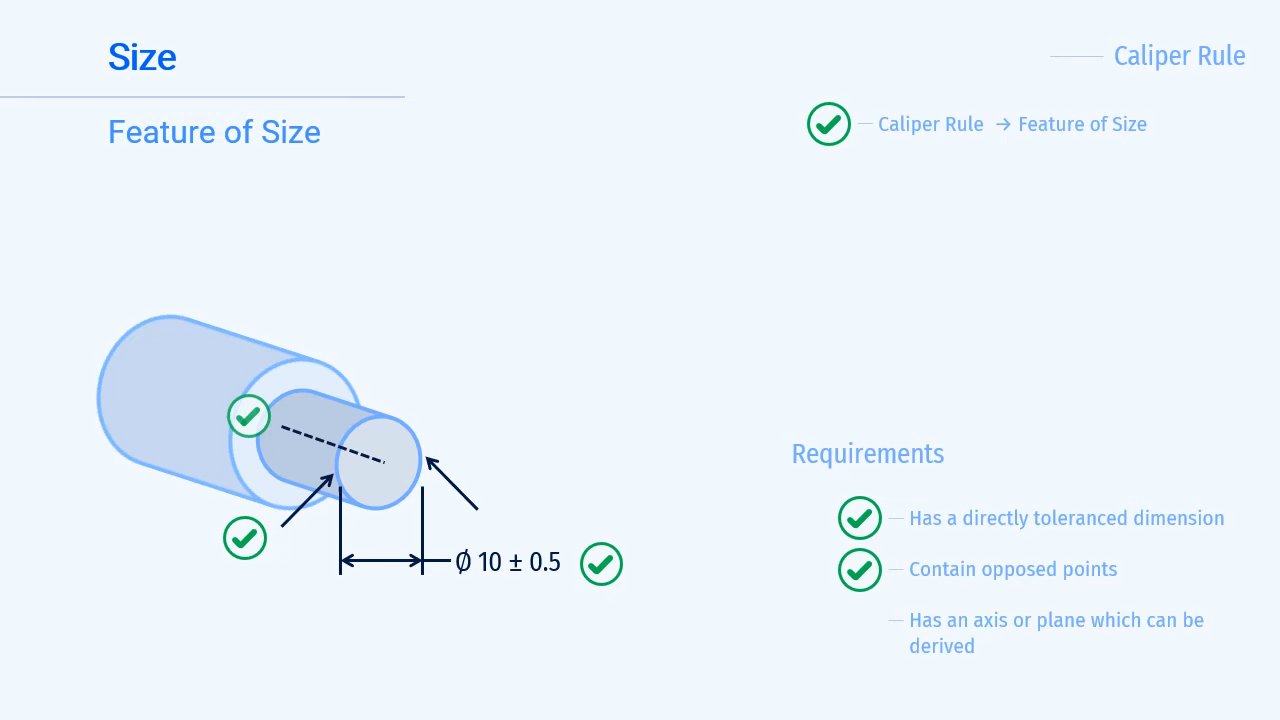 Size
Caliper Rule
Feature of Size
Caliper Rule → Feature of Size
Requirements
Has a directly toleranced dimension
Ø 10 ± 0.5
Contain opposed points
Has an axis or plane which can be
derived